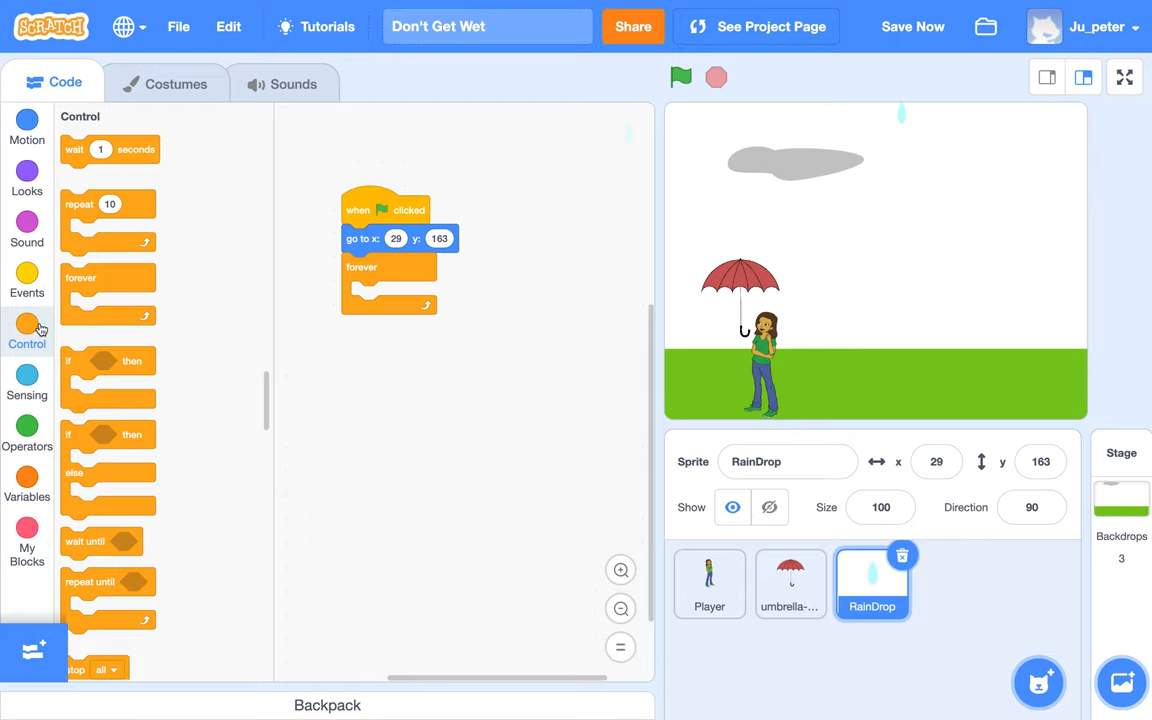 SCRATCH File Edit Tutorials Don't Get Wet Share See Project Page Save Now Ju_peter
Code Costumes Sounds
Motion
Looks
Sound
Events
Control
Sensing
Operators
Variables
My
Blocks
Control
wait 1 seconds
repeat 10
forever
if then
if then
else
wait until
repeat until
stop all
when clicked
go to x: 29 y: 163
forever
Backpack
Sprite RainDrop x 29 y 163
Show Size 100 Direction 90
Player umbrella-... RainDrop
Stage
Backdrops
3